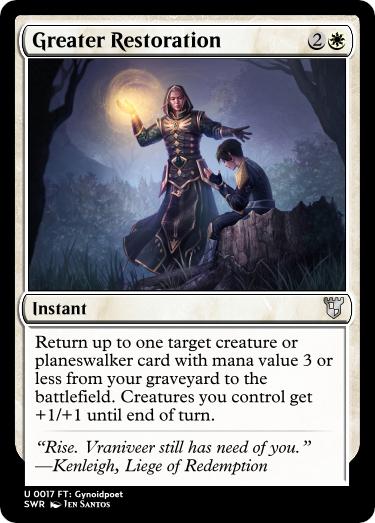 Greater Restoration 2
Instant
Return up to one target creature or
planeswalker card with mana value 3 or
less from your graveyard to the
battlefield. Creatures you control get
+1/+1 until end of turn.
“Rise. Vraniveer still has need of you.”
—Kenleigh, Liege of Redemption
U 0017 FT: Gynoidpoet
SWR Jen Santos